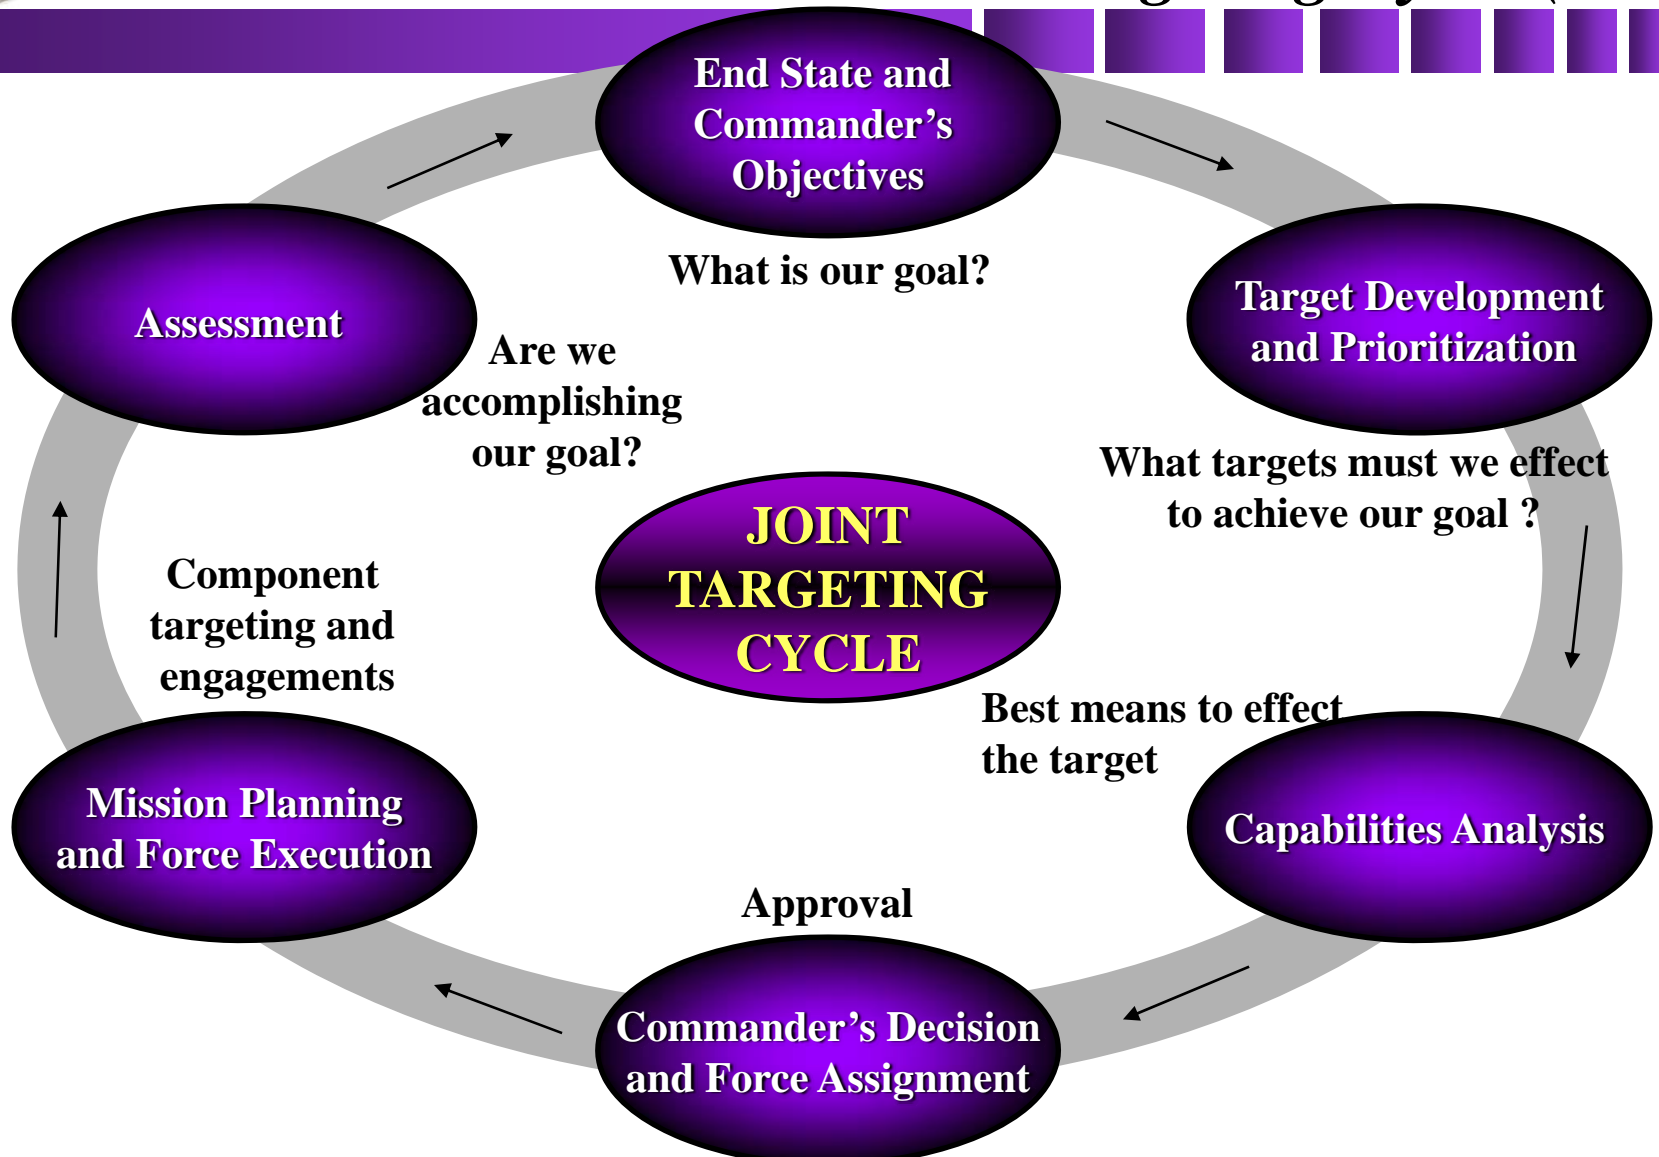 End State and
Commander's
Objectives
What is our goal?
Target Development
and Prioritization
What targets must we effect
to achieve our goal ?
Assessment
Are we
accomplishing
our goal?
JOINT
TARGETING
CYCLE
Component
targeting and
engagements
Best means to effect
the target
Capabilities Analysis
Mission Planning
and Force Execution
Approval
Commander's Decision
and Force Assignment